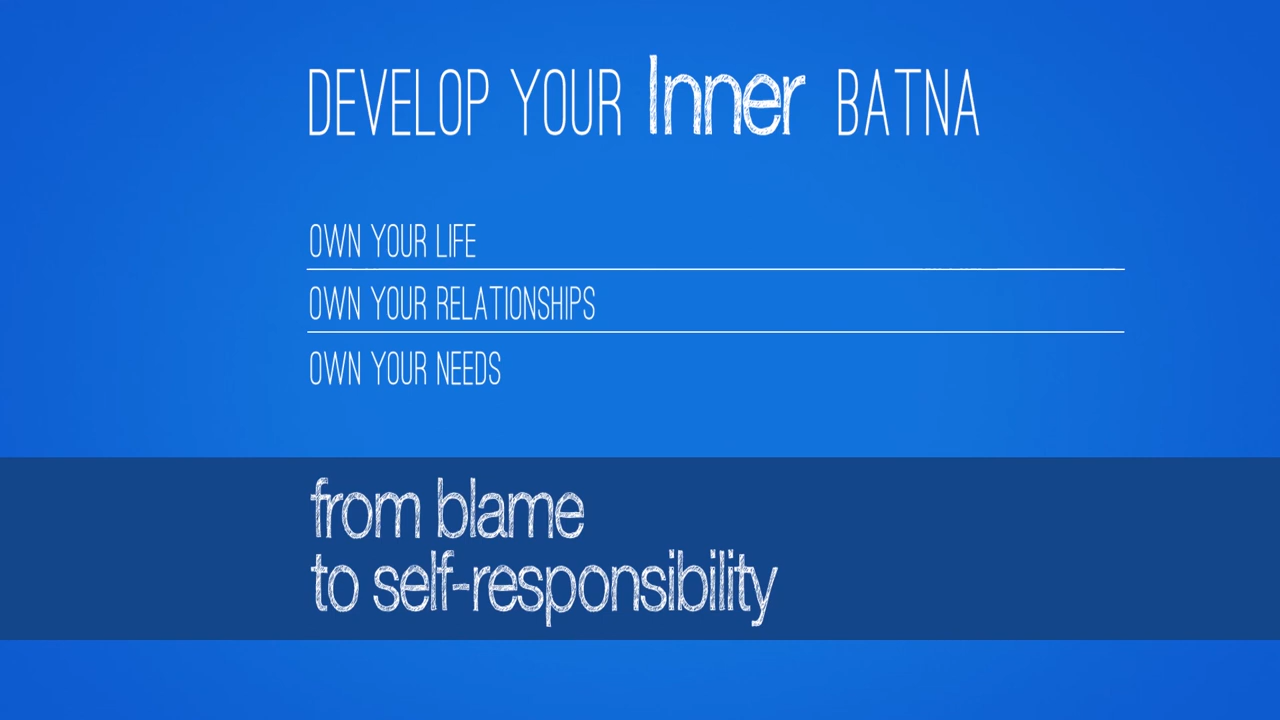 DEVELOP YOUR Inner BATNA
OWN YOUR LIFE
OWN YOUR RELATIONSHIPS
OWN YOUR NEEDS
from blame
to self-responsibility